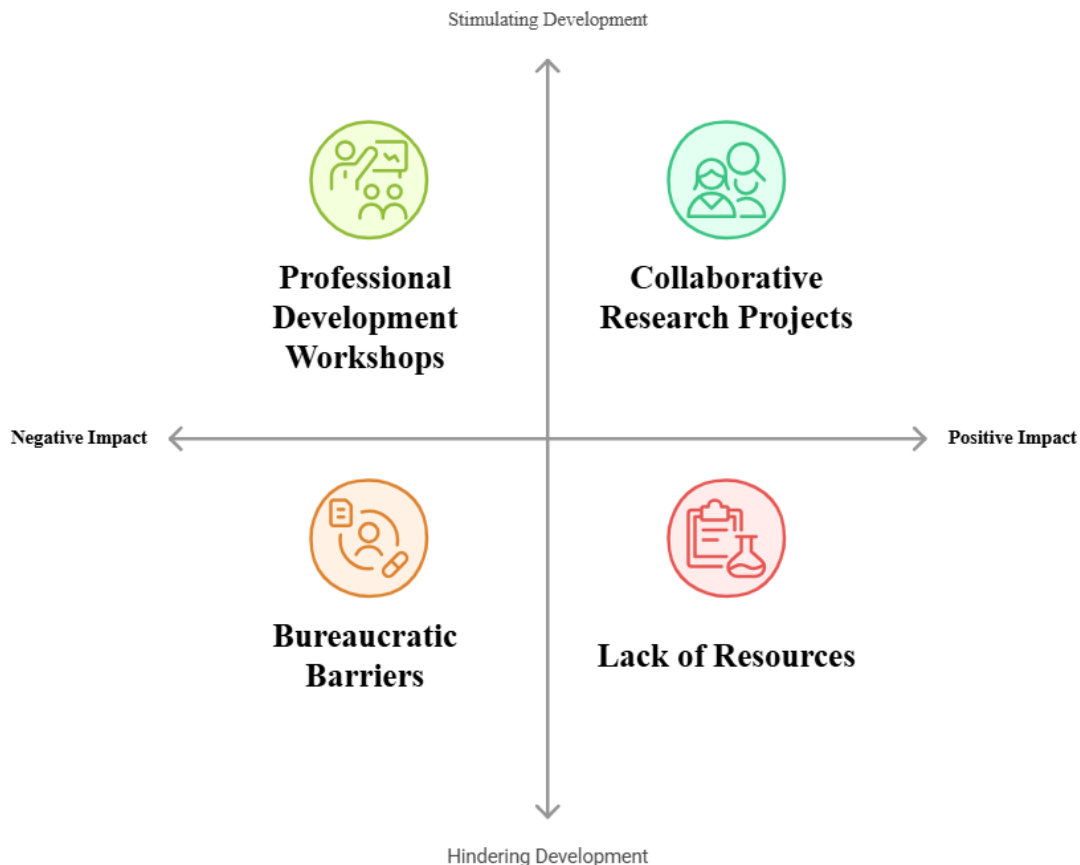 Stimulating Development
Professional
Development
Workshops
Collaborative
Research Projects
Negative Impact
Positive Impact
Bureaucratic
Barriers
Lack of Resources
Hindering Development